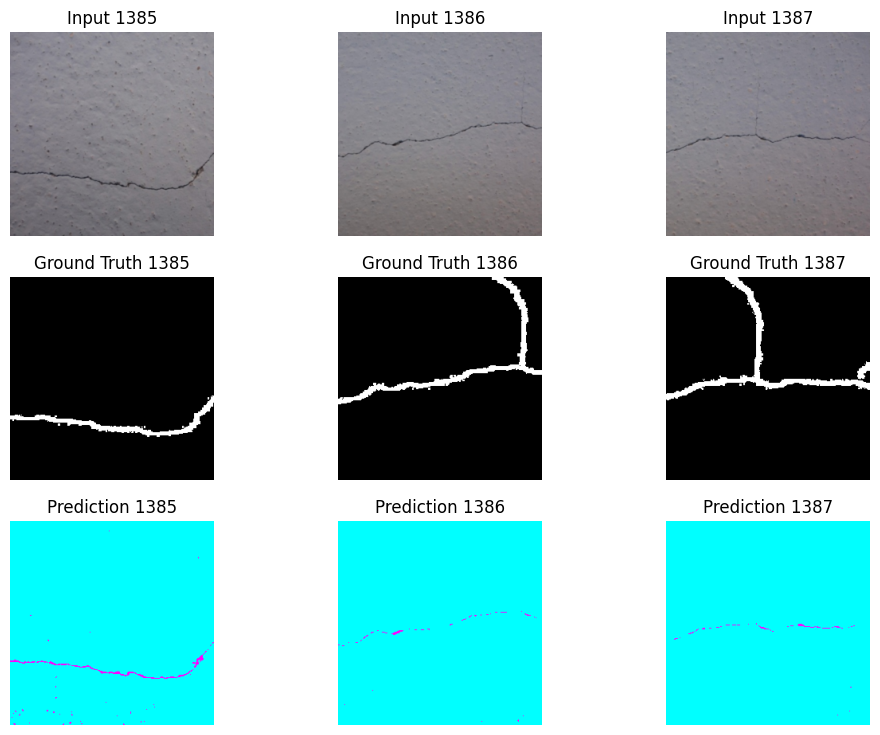 Input 1385
Input 1386
Input 1387
Ground Truth 1385
Ground Truth 1386
Ground Truth 1387
Prediction 1385
Prediction 1386
Prediction 1387